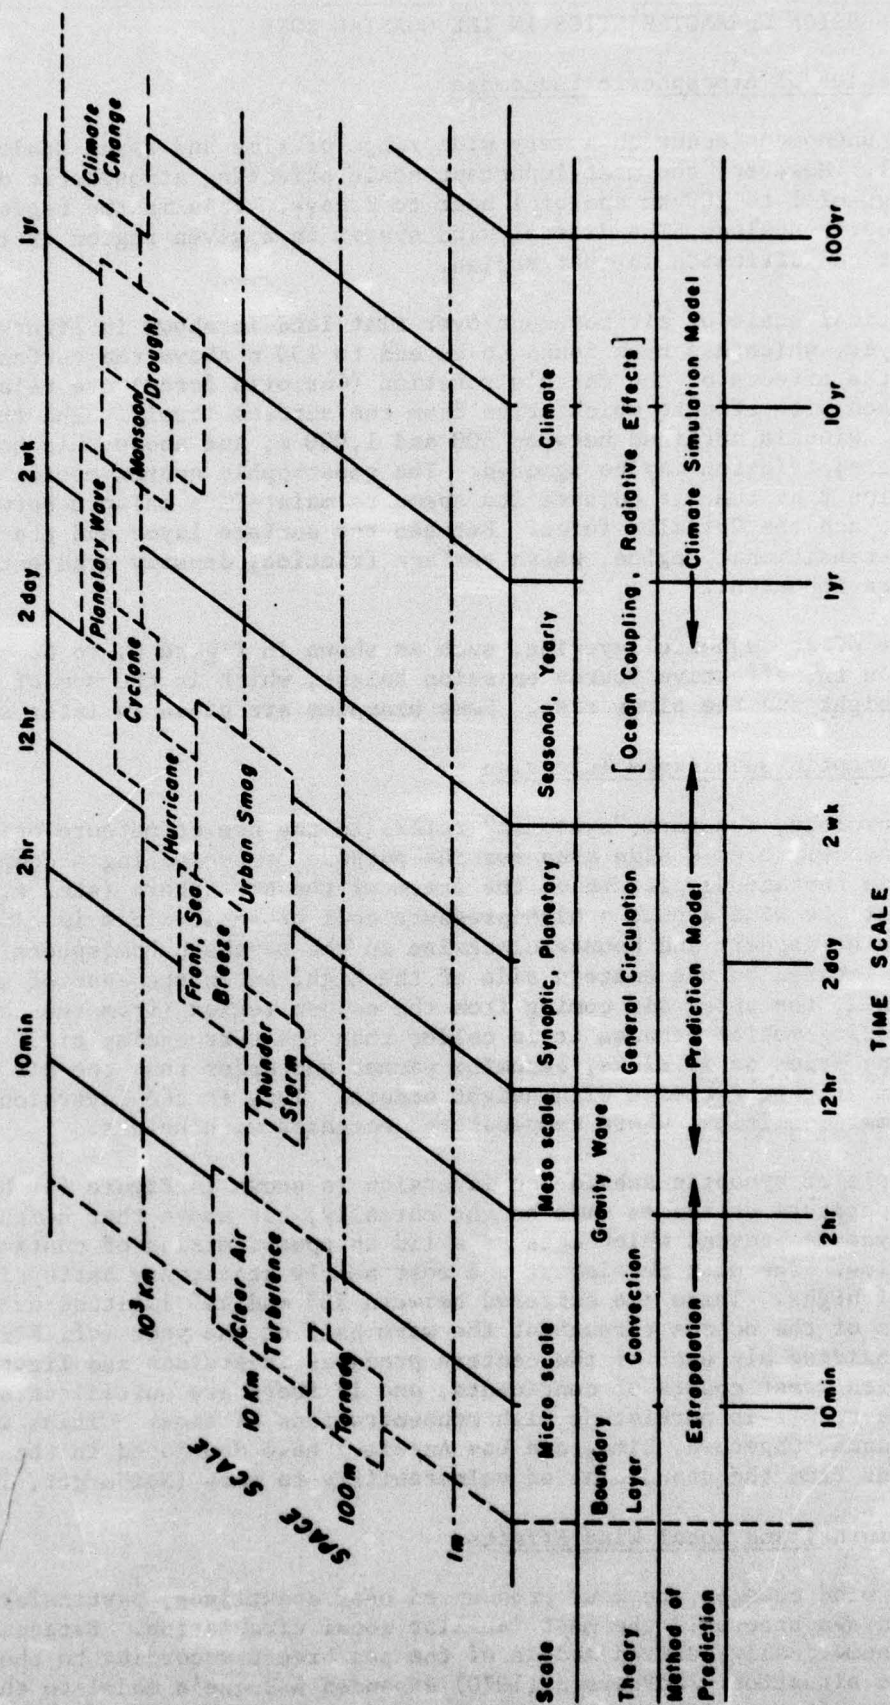 10min 2hr 12hr 2day 2wk 1yr
Climate
Change
Planetary Wave
Monsoon
Drought
Cyclone
10³ Km
Hurricane
Front, Sea
Breeze
Urban Smog
Clear Air
Turbulence
10 Km
Thunder
Storm
SPACE SCALE
100m
Tornado
1m
Scale Micro scale Meso scale Synoptic, Planetary Seasonal, Yearly Climate
Theory Boundary Layer Convection Gravity Wave General Circulation [Ocean Coupling, Radiative Effects]
Method of Prediction Extrapolation Prediction Model Climate Simulation Model
10min 2hr 12hr 2day 2wk 1yr 10yr 100yr
TIME SCALE